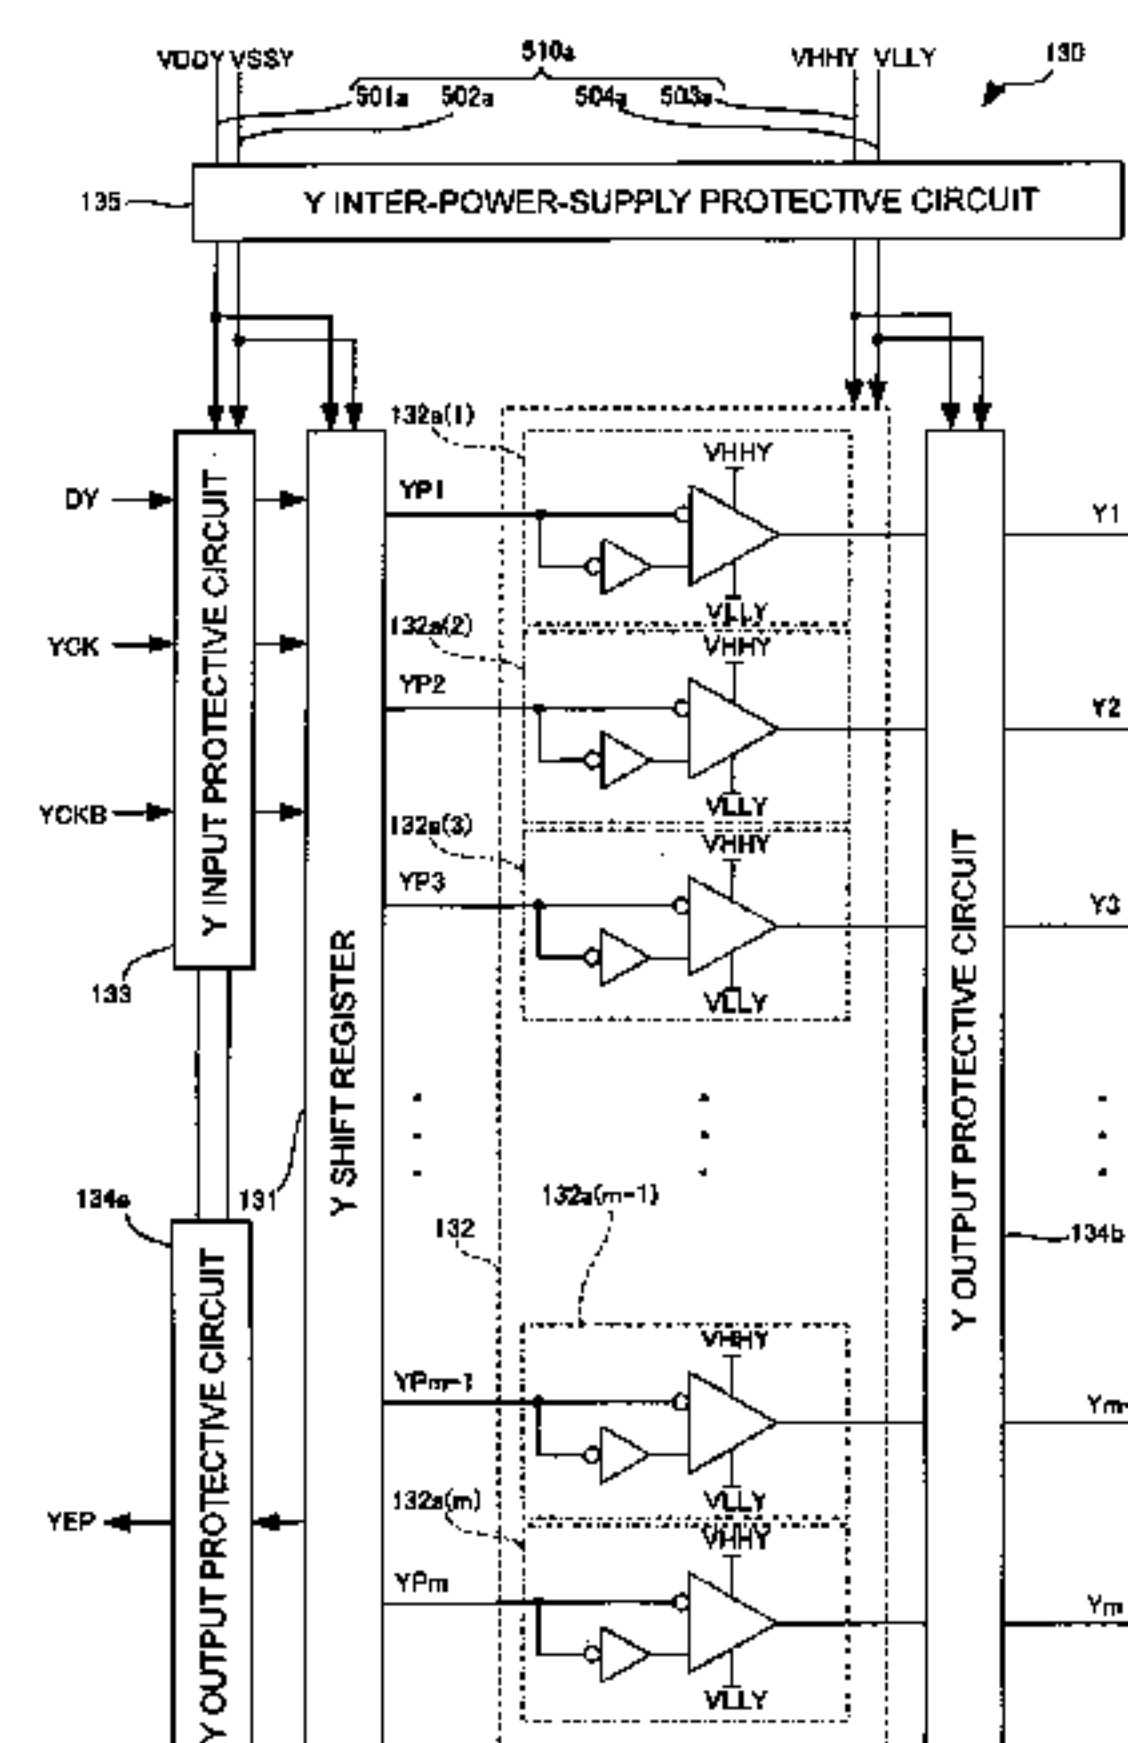 VDDY VSSY
510a
VHHY VLLY
130
501a 502a 504a 503a
135
Y INTER-POWER-SUPPLY PROTECTIVE CIRCUIT
132a(1)
VHHY
DY
YP1
Y1
VLLY
132a(2)
VHHY
YCK
YP2
Y2
VLLY
YCKB
132a(3)
VHHY
YP3
Y3
VLLY
Y INPUT PROTECTIVE CIRCUIT
133
Y SHIFT REGISTER
Y OUTPUT PROTECTIVE CIRCUIT
134a
131
132a(m-1)
132
134b
VHHY
YPm-1
Ym-
VLLY
132a(m)
YEP
VHHY
YPm
Ym
VLLY
Y OUTPUT PROTECTIVE CIRCUIT